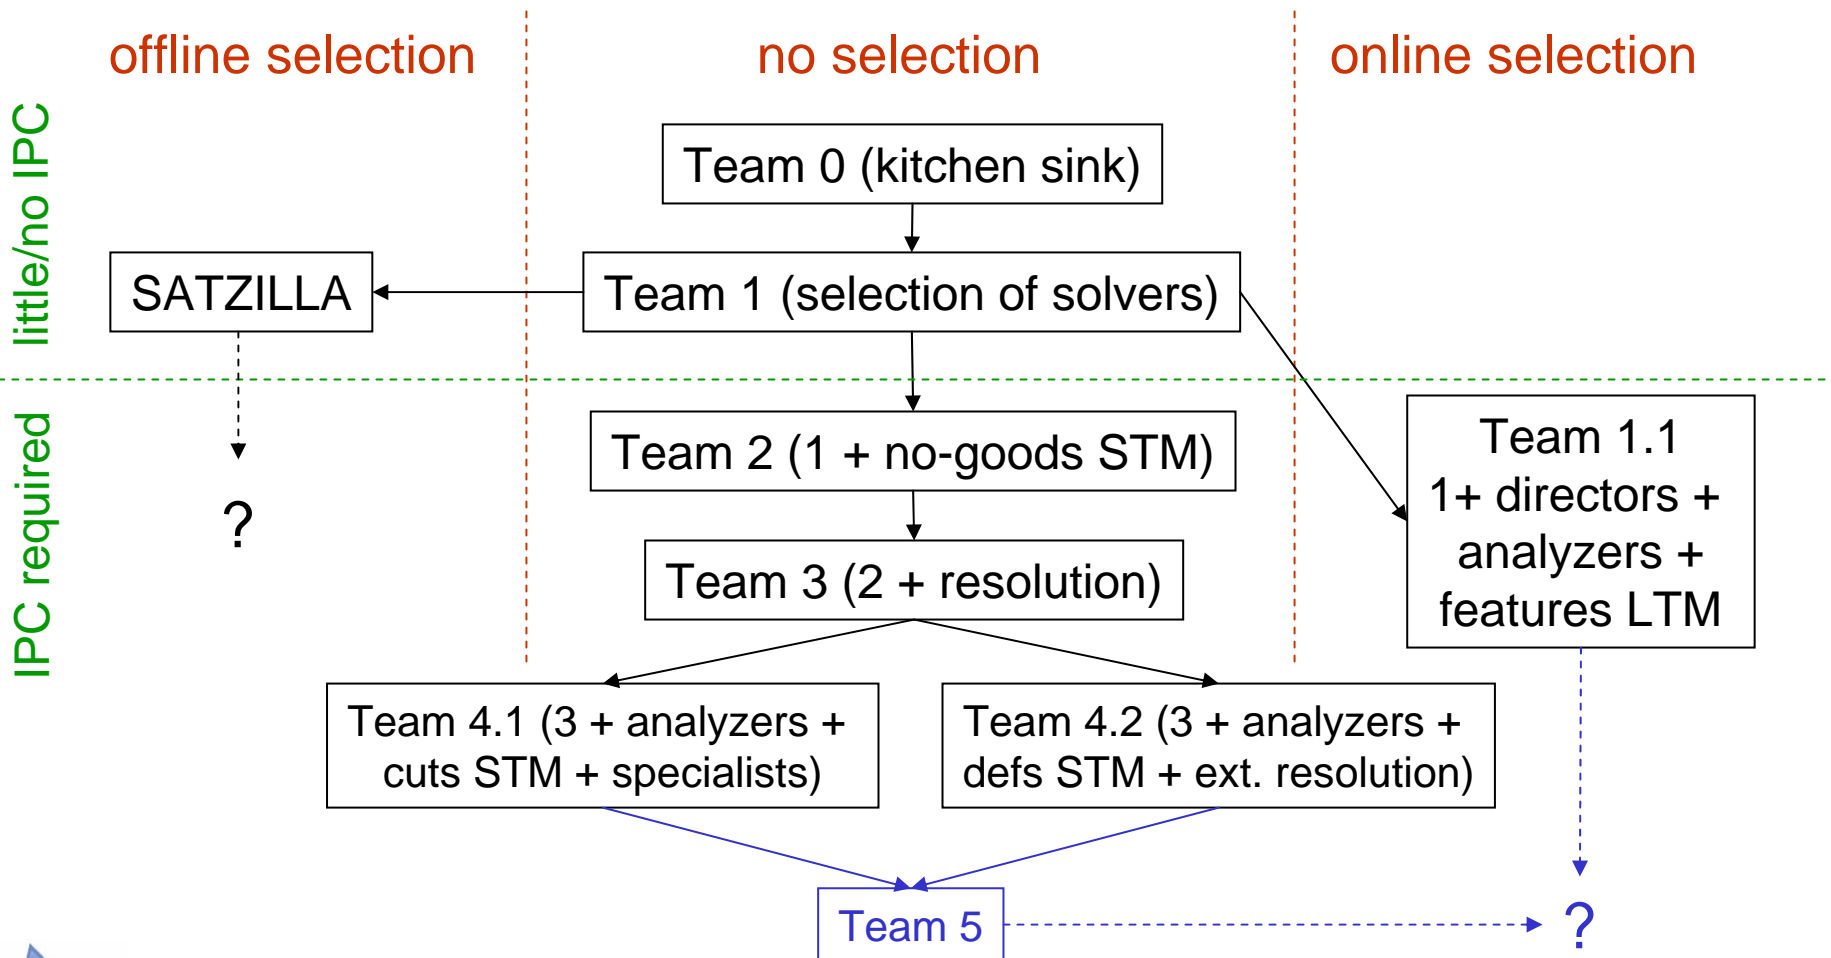 offline selection
no selection
online selection
little/no IPC
Team 0 (kitchen sink)
SATZILLA
Team 1 (selection of solvers)
IPC required
Team 2 (1 + no-goods STM)
Team 1.1
1+ directors +
analyzers +
features LTM
?
Team 3 (2 + resolution)
Team 4.1 (3 + analyzers +
cuts STM + specialists)
Team 4.2 (3 + analyzers +
defs STM + ext. resolution)
Team 5
?